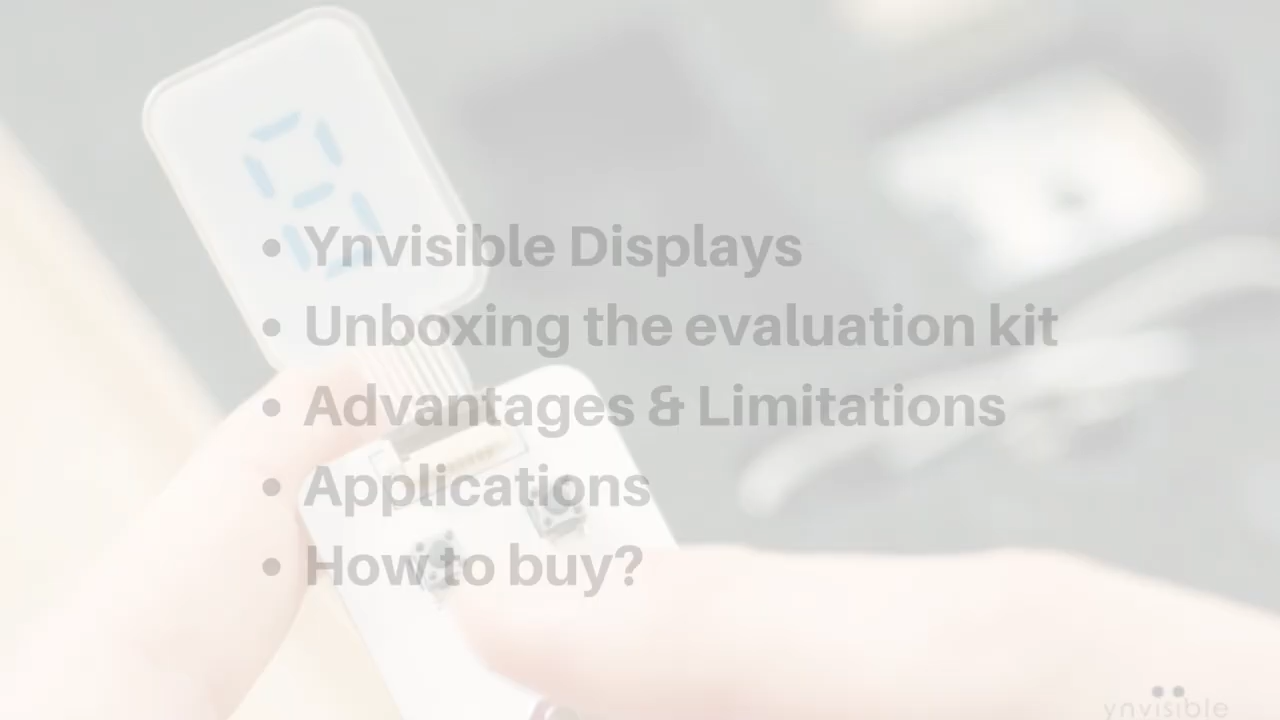 • Ynvisible Displays
• Unboxing the evaluation kit
• Advantages & Limitations
• Applications
• How to buy?
ynvisible